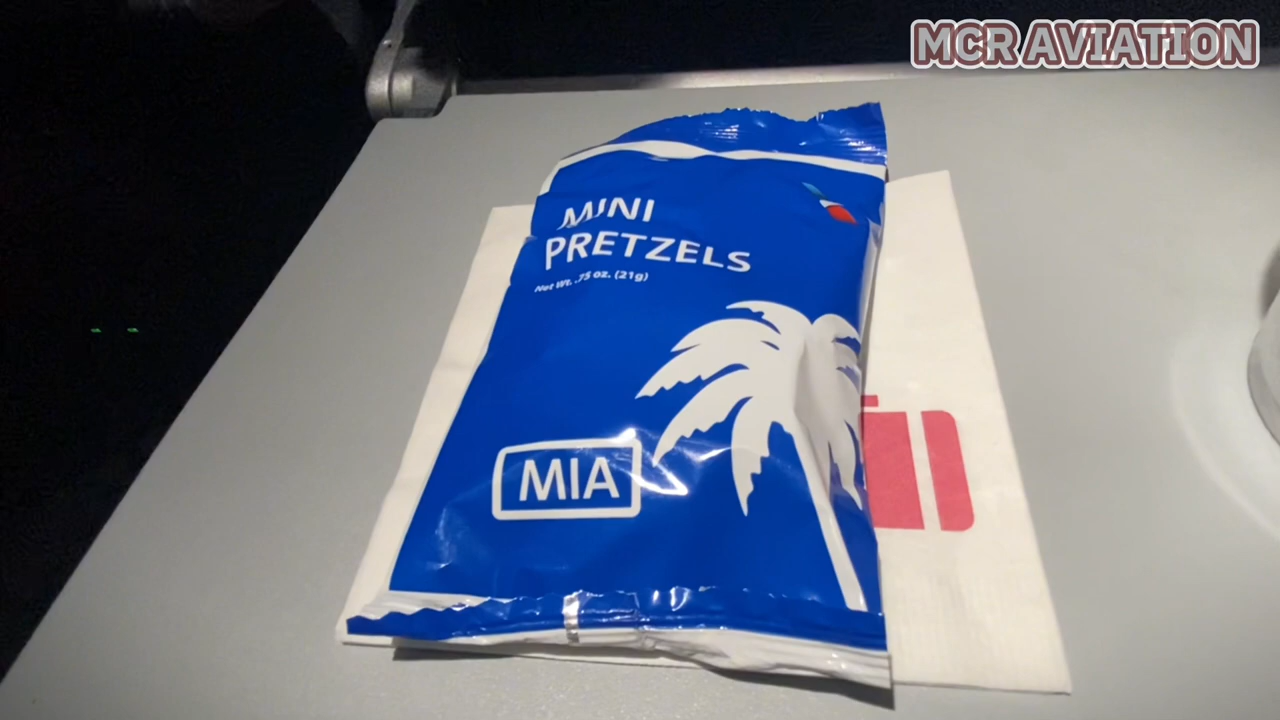 MCR AVIATION
MINI
PRETZELS
Net Wt. .75 oz. (21g)
MIA